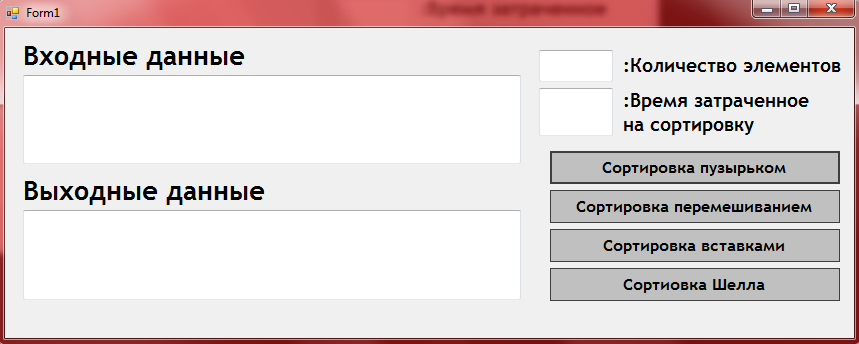 Form1
Входные данные
:Количество элементов
:Время затраченное
на сортировку
Сортировка пузырьком
Выходные данные
Сортировка перемешиванием
Сортировка вставками
Сортиовка Шелла